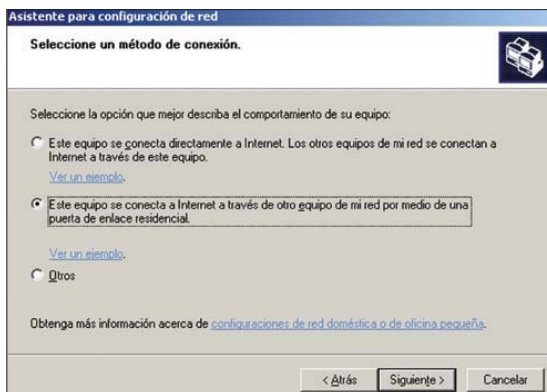 Asistente para configuración de red
Seleccione un método de conexión.
Seleccione la opción que mejor describa el comportamiento de su equipo:
Este equipo se conecta directamente a Internet. Los otros equipos de mi red se conectan a
Internet a través de este equipo.
Ver un ejemplo.
Este equipo se conecta a Internet a través de otro equipo de mi red por medio de una
puerta de enlace residencial.
Ver un ejemplo.
Otros
Obtenga más información acerca de configuraciones de red doméstica o de oficina pequeña.
< Atrás Siguiente > Cancelar